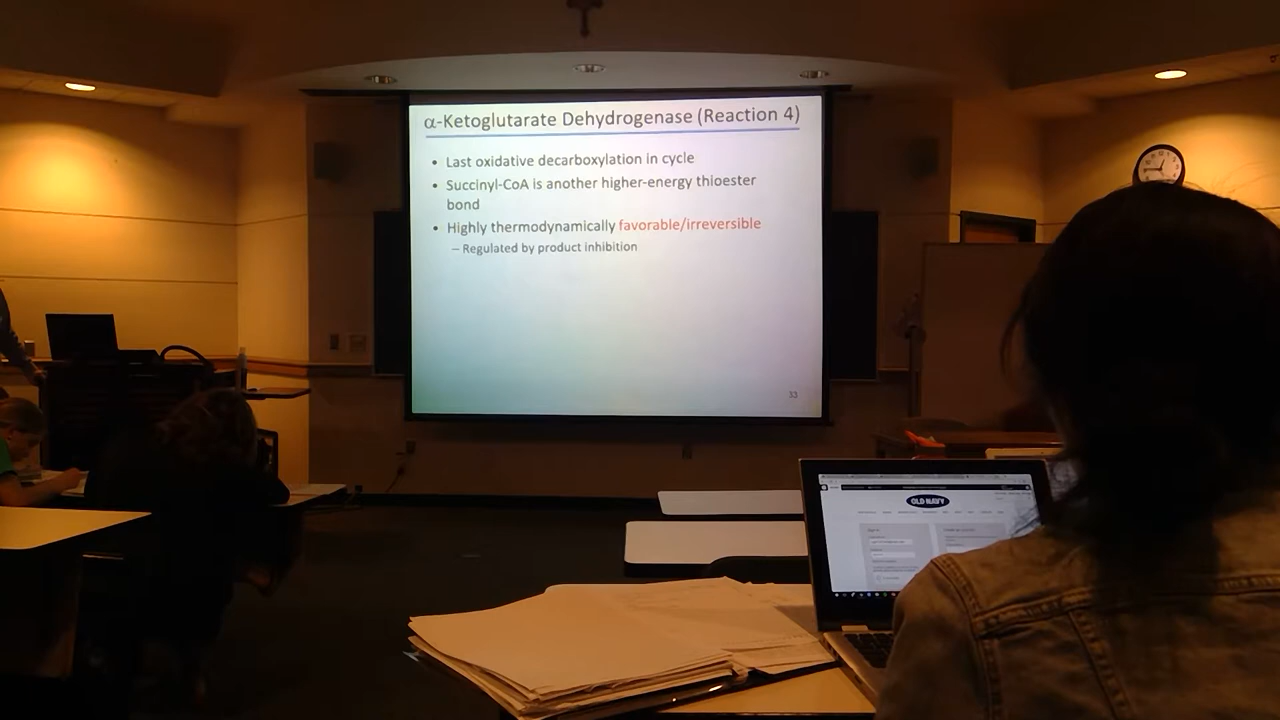 α-Ketoglutarate Dehydrogenase (Reaction 4)
• Last oxidative decarboxylation in cycle
• Succinyl-CoA is another higher-energy thioester
bond
• Highly thermodynamically favorable/irreversible
– Regulated by product inhibition
33
OLD NAVY